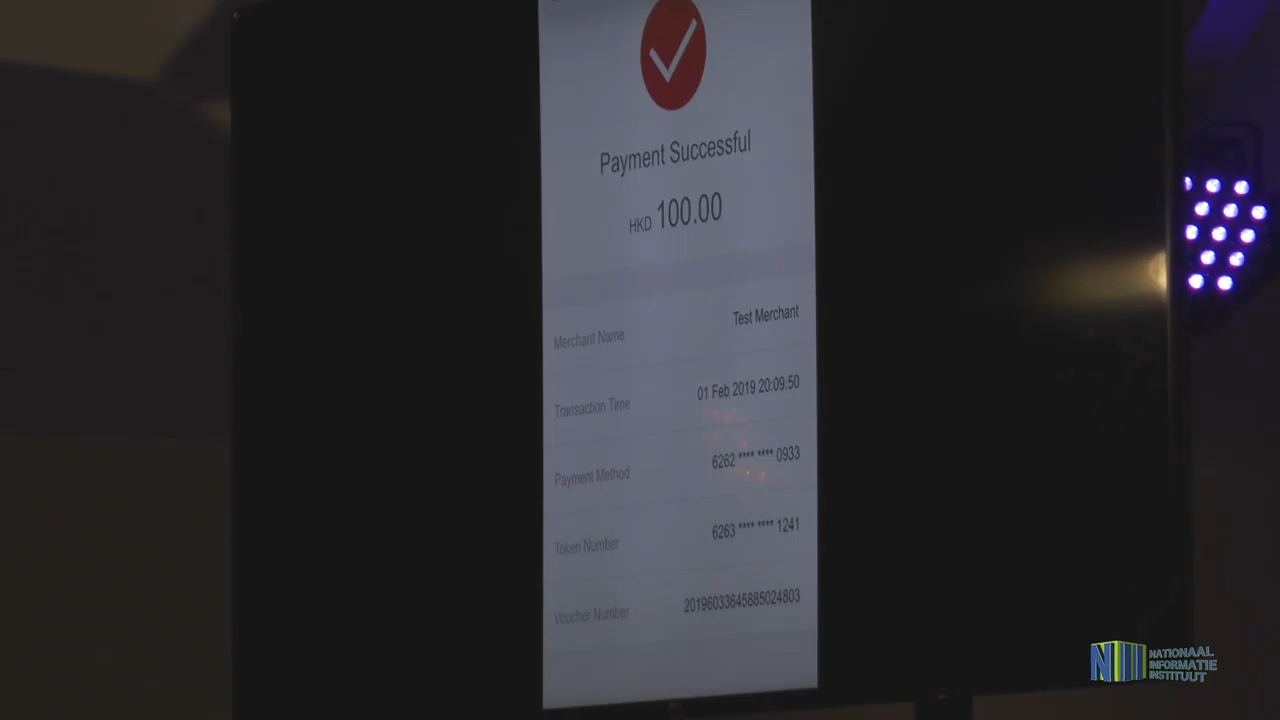 Payment Successful
HKD 100.00
Merchant Name Test Merchant
Transaction Time 01 Feb 2019 20:09:50
Payment Method 6262 **** **** 0933
Token Number 6263 **** **** 1241
Voucher Number 20196033645885024803
NATIONAAL
INFORMATIE
INSTITUUT